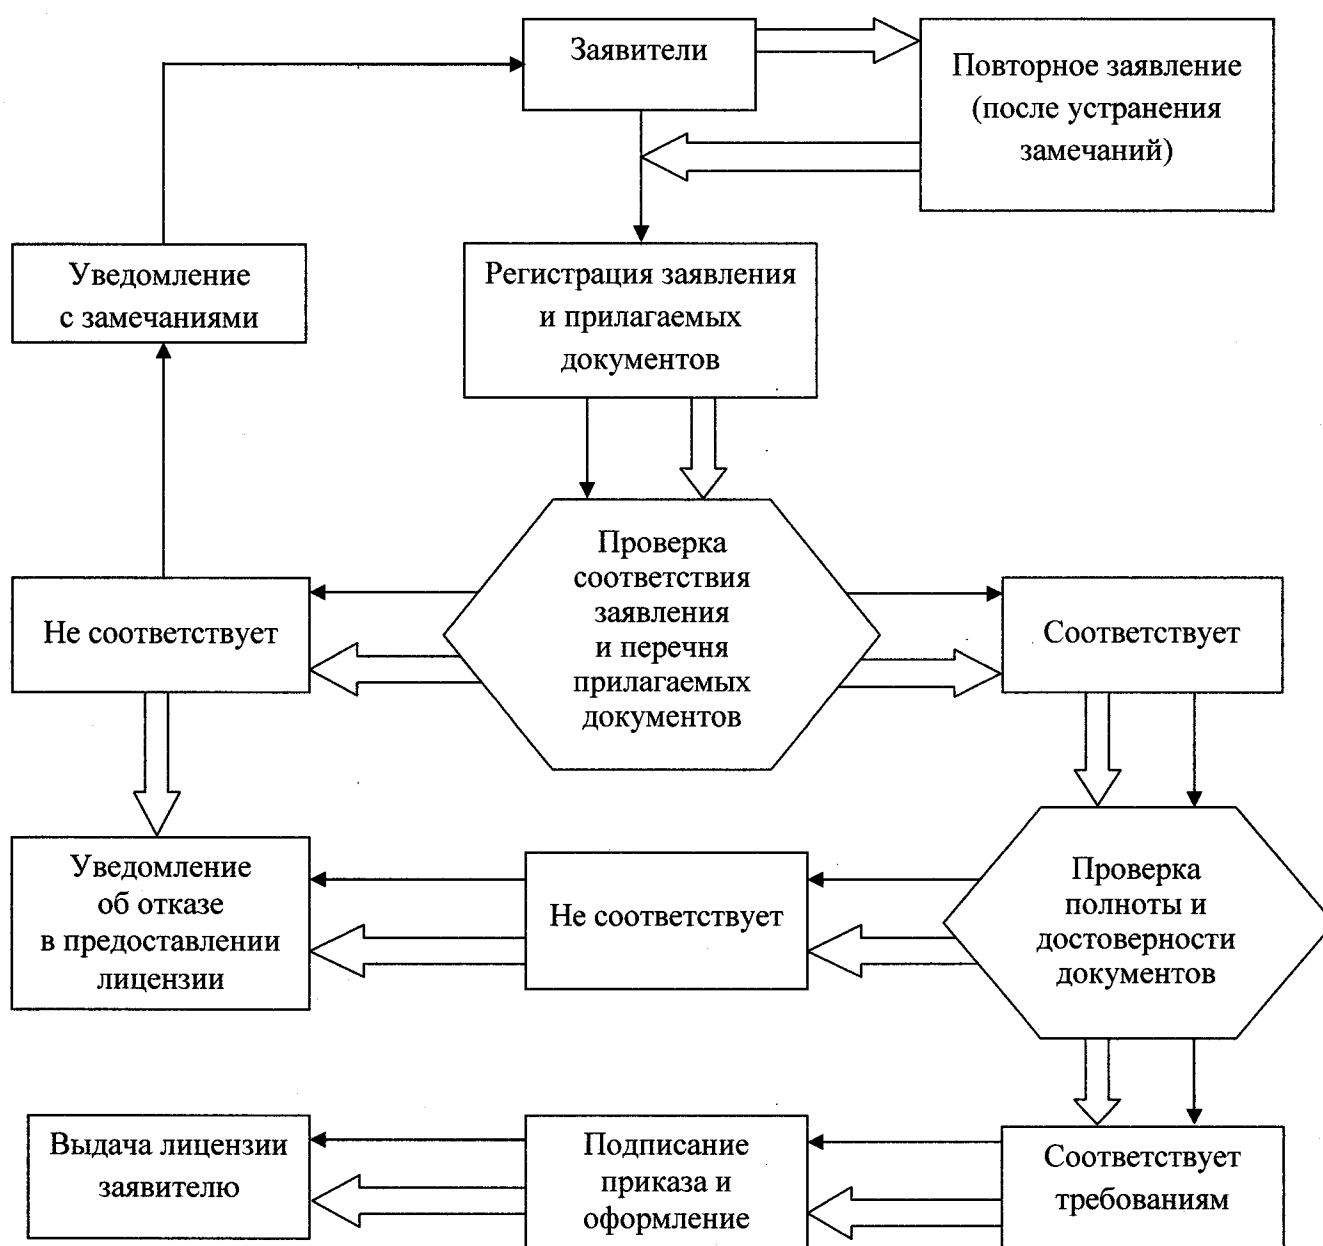 Заявители
Повторное заявление
(после устранения
замечаний)
Уведомление
с замечаниями
Регистрация заявления
и прилагаемых
документов
Проверка
соответствия
заявления
и перечня
прилагаемых
документов
Не соответствует
Соответствует
Уведомление
об отказе
в предоставлении
лицензии
Не соответствует
Проверка
полноты и
достоверности
документов
Выдача лицензии
заявителю
Подписание
приказа и
оформление
Соответствует
требованиям